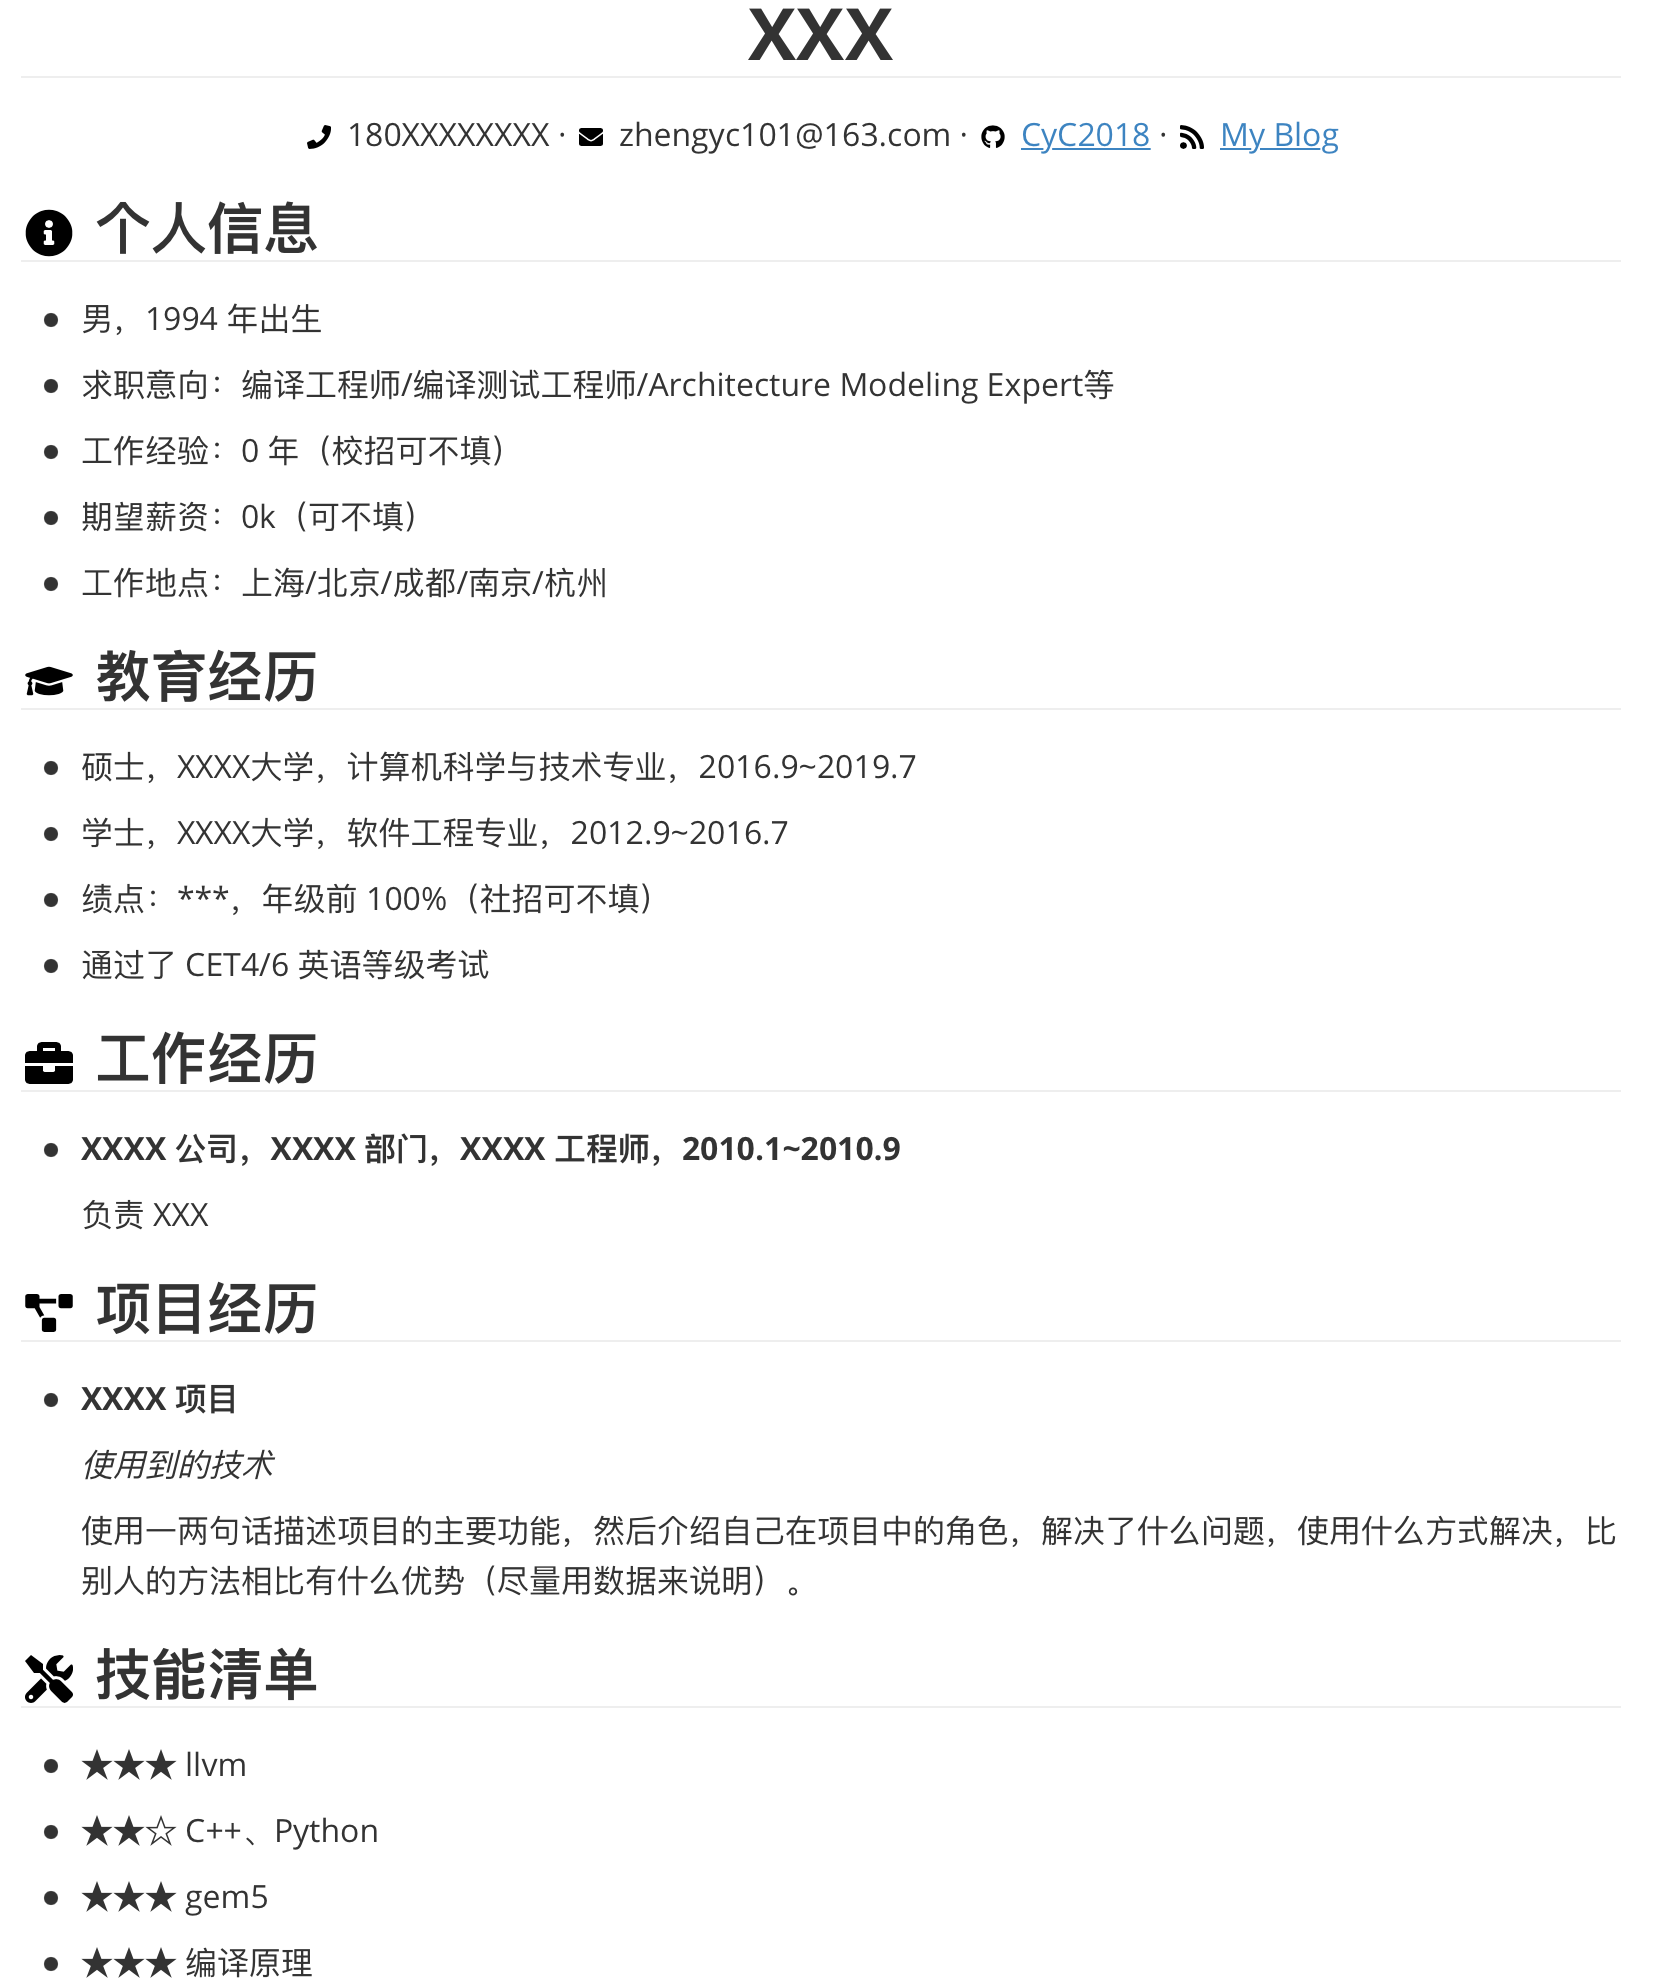 XXX
180XXXXXXXX · zhengyc101@163.com · CyC2018 · My Blog
个人信息
男，1994 年出生
求职意向：编译工程师/编译测试工程师/Architecture Modeling Expert等
工作经验：0 年（校招可不填）
期望薪资：0k（可不填）
工作地点：上海/北京/成都/南京/杭州
教育经历
硕士，XXXX大学，计算机科学与技术专业，2016.9~2019.7
学士，XXXX大学，软件工程专业，2012.9~2016.7
绩点：***，年级前 100%（社招可不填）
通过了 CET4/6 英语等级考试
工作经历
XXXX 公司，XXXX 部门，XXXX 工程师，2010.1~2010.9
负责 XXX
项目经历
XXXX 项目
使用到的技术
使用一两句话描述项目的主要功能，然后介绍自己在项目中的角色，解决了什么问题，使用什么方式解决，比
别人的方法相比有什么优势（尽量用数据来说明）。
技能清单
★★★ llvm
★★☆ C++、Python
★★★ gem5
★★★ 编译原理